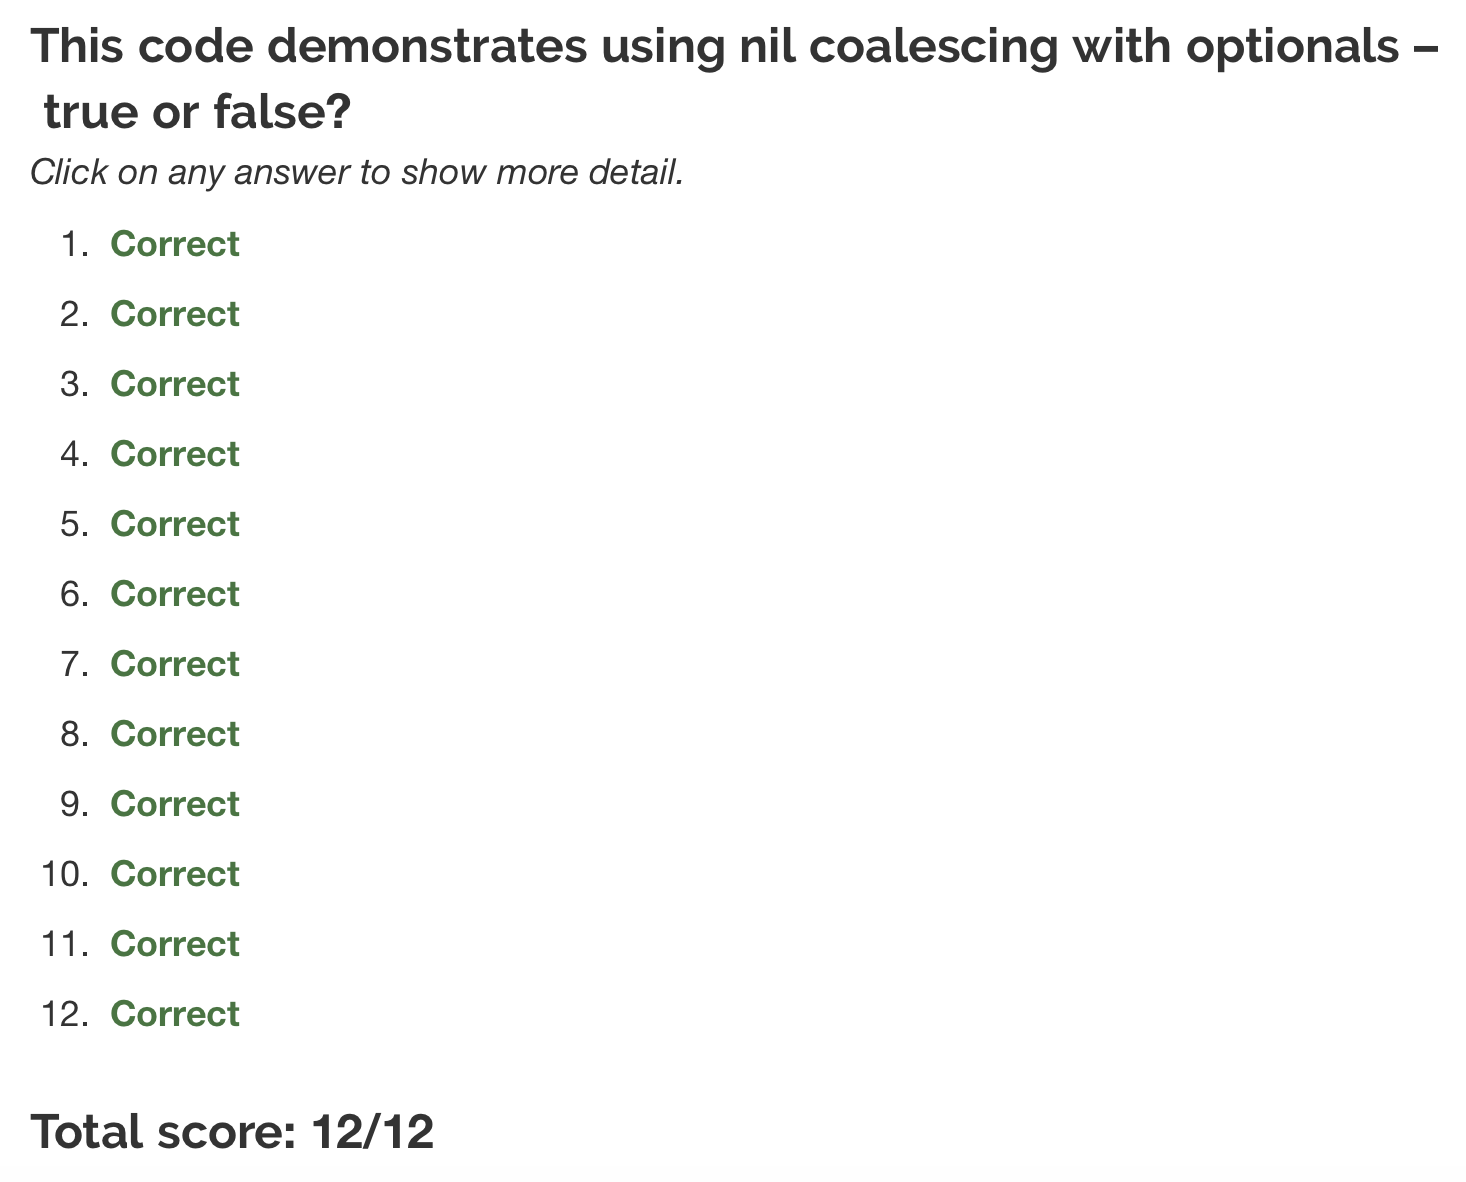 This code demonstrates using nil coalescing with optionals –
true or false?
Click on any answer to show more detail.
1. Correct
2. Correct
3. Correct
4. Correct
5. Correct
6. Correct
7. Correct
8. Correct
9. Correct
10. Correct
11. Correct
12. Correct
Total score: 12/12